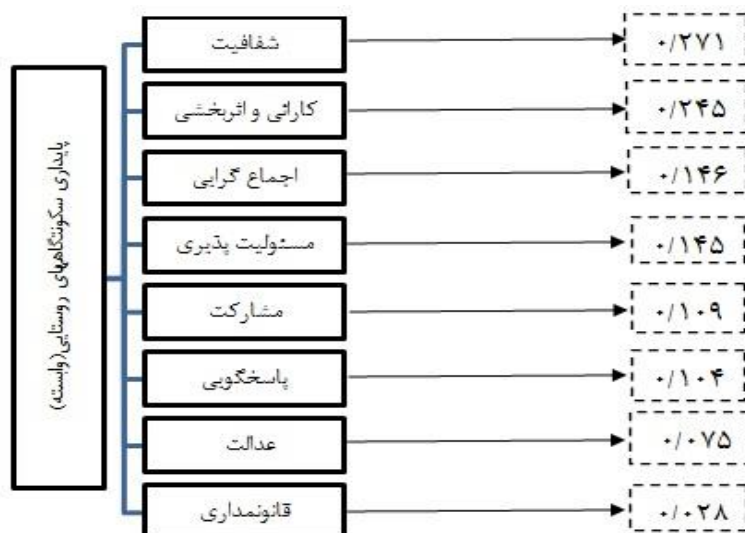 پایداری سکونتگاههای روستایی(وابسته)
شفافیت
۰/۲۷۱
کارائی و اثربخشی
۰/۲۴۵
اجماع گرایی
۰/۱۴۶
مسئولیت پذیری
۰/۱۴۵
مشارکت
۰/۱۰۹
پاسخگویی
۰/۱۰۴
عدالت
۰/۰۷۵
قانونمداری
۰/۰۲۸